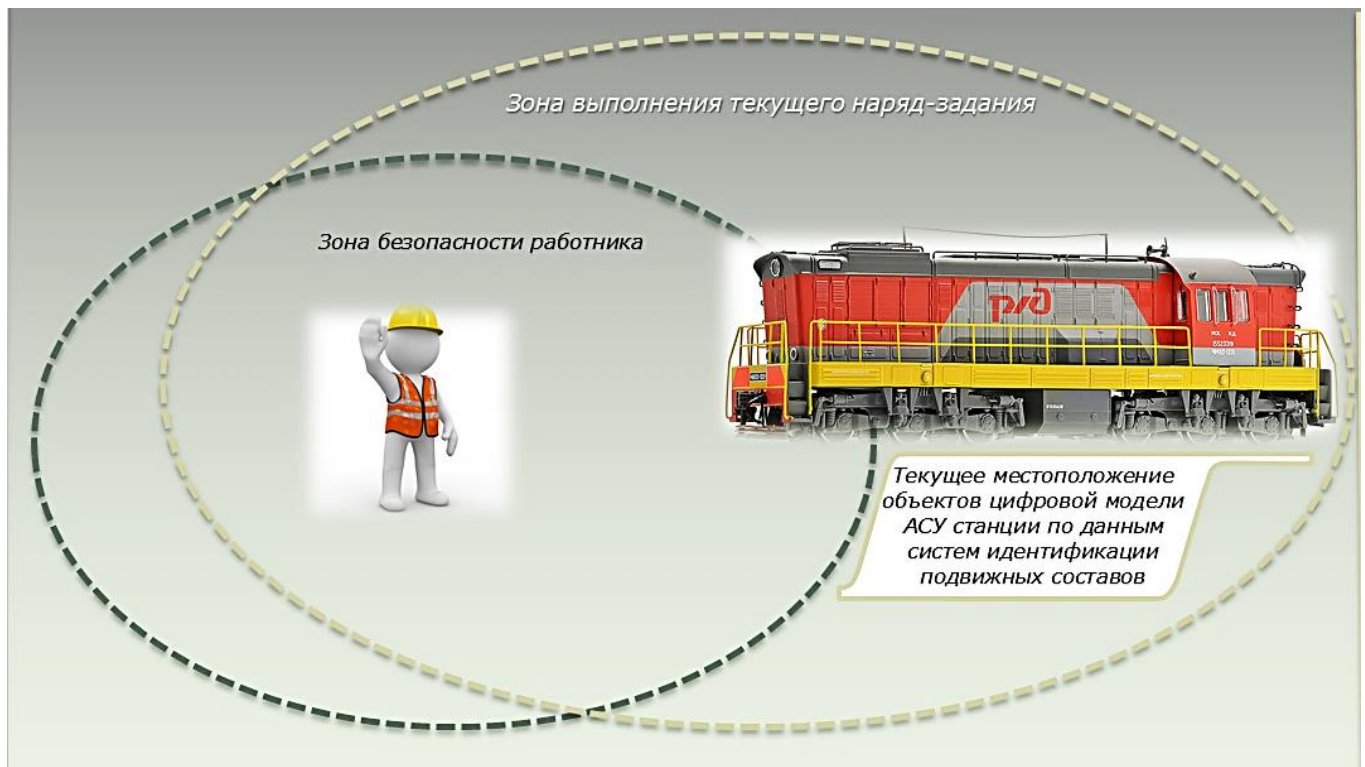 Зона выполнения текущего наряд-задания
Зона безопасности работника
ржд
Текущее местоположение
объектов цифровой модели
АСУ станции по данным
систем идентификации
подвижных составов